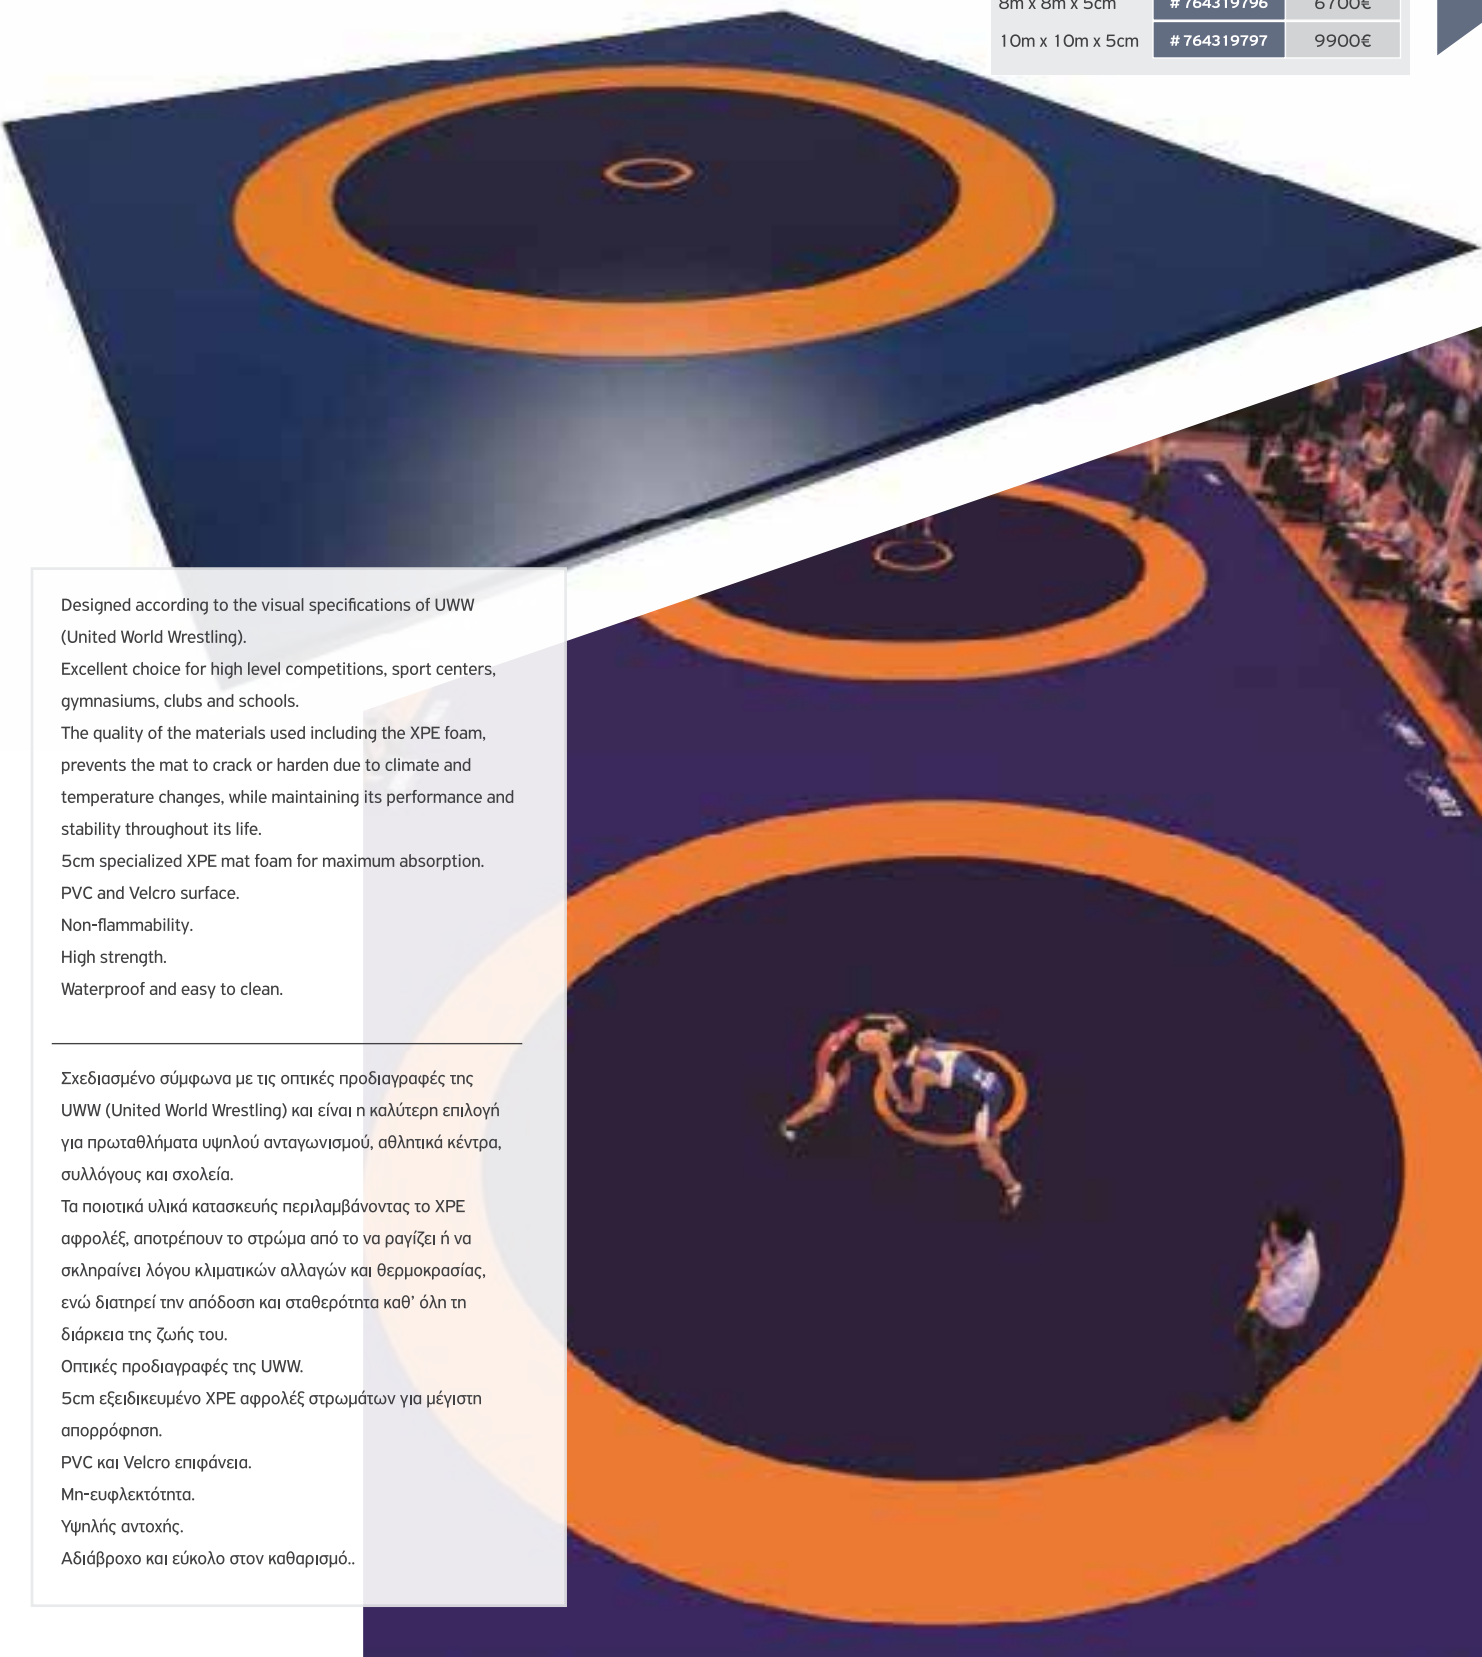 8m x 8m x 5cm # 764319796 6700€
10m x 10m x 5cm # 764319797 9900€
Designed according to the visual specifications of UWW
(United World Wrestling).
Excellent choice for high level competitions, sport centers,
gymnasiums, clubs and schools.
The quality of the materials used including the XPE foam,
prevents the mat to crack or harden due to climate and
temperature changes, while maintaining its performance and
stability throughout its life.
5cm specialized XPE mat foam for maximum absorption.
PVC and Velcro surface.
Non-flammability.
High strength.
Waterproof and easy to clean.
Σχεδιασμένο σύμφωνα με τις οπτικές προδιαγραφές της
UWW (United World Wrestling) και είναι η καλύτερη επιλογή
για πρωταθλήματα υψηλού ανταγωνισμού, αθλητικά κέντρα,
συλλόγους και σχολεία.
Τα ποιοτικά υλικά κατασκευής περιλαμβάνοντας το XPE
αφρολέξ, αποτρέπουν το στρώμα από το να ραγίζει ή να
σκληραίνει λόγου κλιματικών αλλαγών και θερμοκρασίας,
ενώ διατηρεί την απόδοση και σταθερότητα καθ’ όλη τη
διάρκεια της ζωής του.
Οπτικές προδιαγραφές της UWW.
5cm εξειδικευμένο XPE αφρολέξ στρωμάτων για μέγιστη
απορρόφηση.
PVC και Velcro επιφάνεια.
Μη-ευφλεκτότητα.
Υψηλής αντοχής.
Αδιάβροχο και εύκολο στον καθαρισμό..